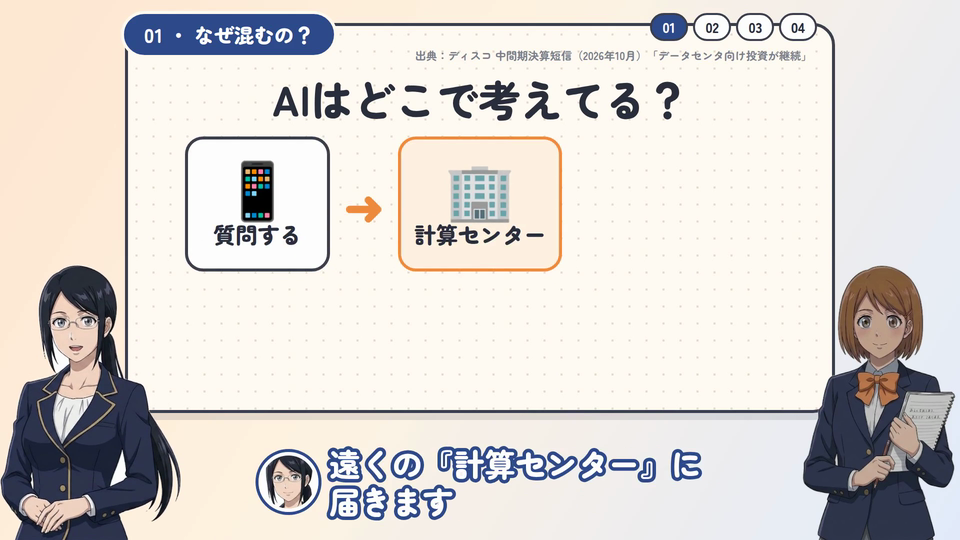 01 ・ なぜ混むの？
01 02 03 04
出典：ディスコ 中間期決算短信（2026年10月）「データセンタ向け投資が継続」
AIはどこで考えてる？
質問する
計算センター
遠くの『計算センター』に
届きます